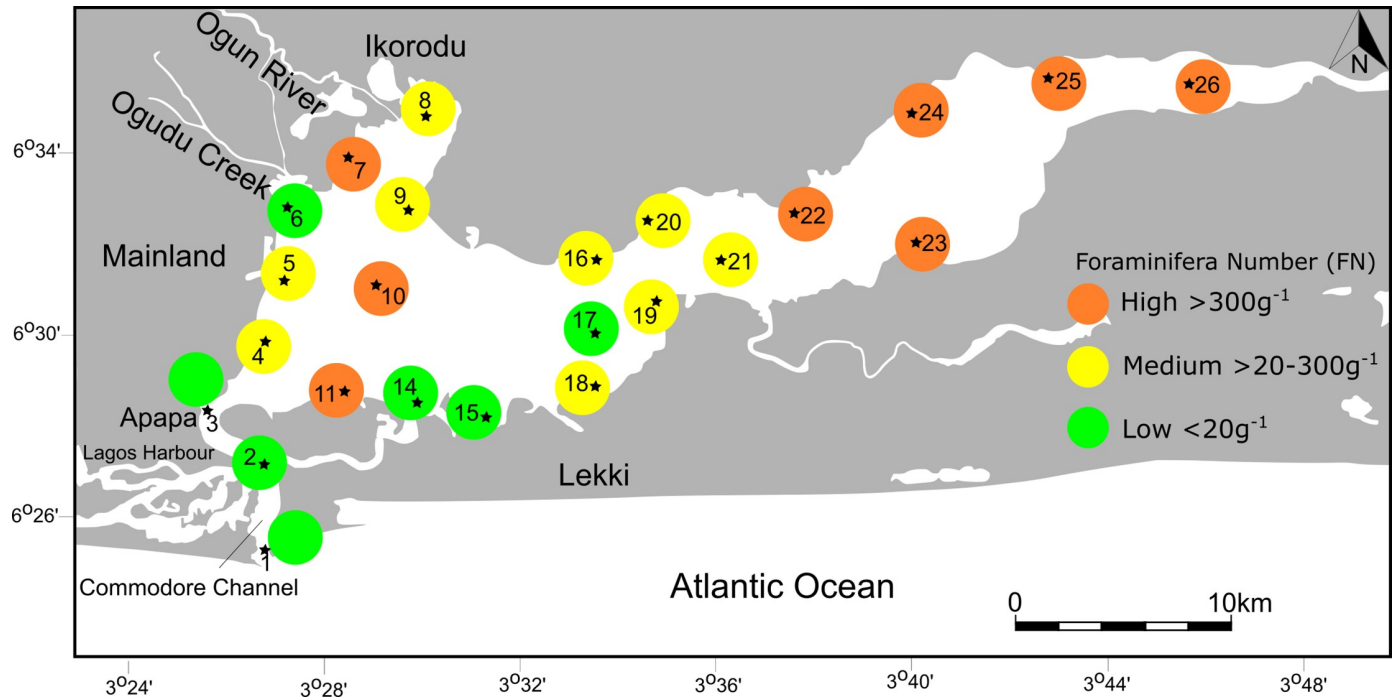 Ogun River
Ikorodu
N
Ogudu Creek
8
25
26
24
6°34'
7
9
6
20
22
Mainland
23
5
16
21
Foraminifera Number (FN)
10
High >300g⁻¹
19
17
6°30'
4
Medium >20-300g⁻¹
18
11
14
15
Apapa
3
Low <20g⁻¹
Lagos Harbour
2
Lekki
6°26'
1
Commodore Channel
Atlantic Ocean
0 10km
3°24' 3°28' 3°32' 3°36' 3°40' 3°44' 3°48'